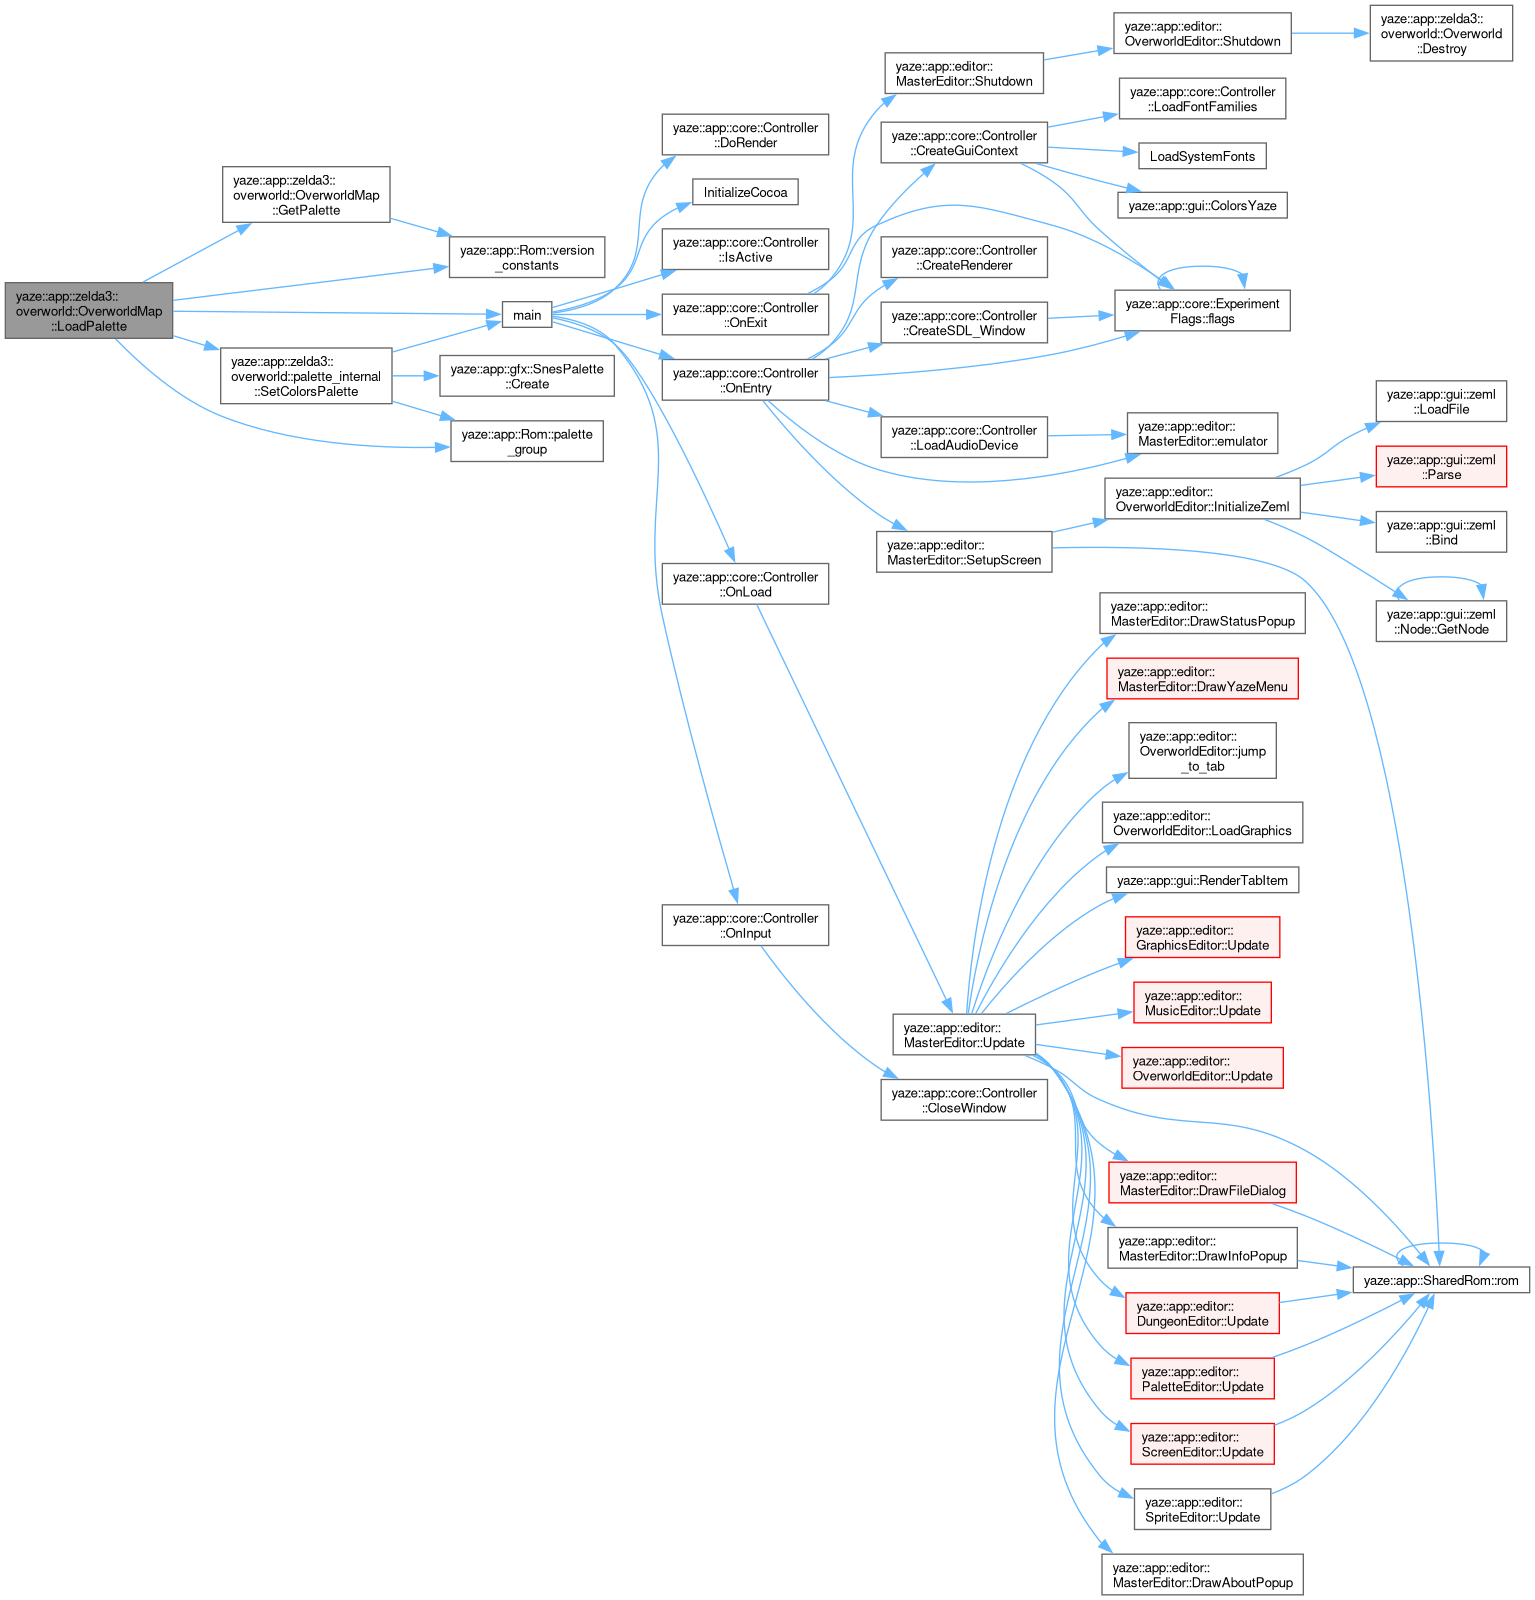 yaze::app::zelda3::
overworld::OverworldMap
::LoadPalette
yaze::app::zelda3::
overworld::OverworldMap
::GetPalette
yaze::app::Rom::version
_constants
main
yaze::app::zelda3::
overworld::palette_internal
::SetColorsPalette
yaze::app::gfx::SnesPalette
::Create
yaze::app::Rom::palette
_group
yaze::app::core::Controller
::DoRender
InitializeCocoa
yaze::app::core::Controller
::IsActive
yaze::app::core::Controller
::OnExit
yaze::app::core::Controller
::OnEntry
yaze::app::core::Controller
::OnLoad
yaze::app::core::Controller
::OnInput
yaze::app::editor::
MasterEditor::Shutdown
yaze::app::core::Controller
::CreateGuiContext
yaze::app::core::Controller
::CreateRenderer
yaze::app::core::Controller
::CreateSDL_Window
yaze::app::core::Controller
::LoadAudioDevice
yaze::app::editor::
MasterEditor::SetupScreen
yaze::app::editor::
MasterEditor::Update
yaze::app::core::Controller
::CloseWindow
yaze::app::editor::
OverworldEditor::Shutdown
yaze::app::core::Controller
::LoadFontFamilies
LoadSystemFonts
yaze::app::gui::ColorsYaze
yaze::app::core::Experiment
Flags::flags
yaze::app::editor::
MasterEditor::emulator
yaze::app::editor::
OverworldEditor::InitializeZeml
yaze::app::editor::
MasterEditor::DrawStatusPopup
yaze::app::editor::
MasterEditor::DrawYazeMenu
yaze::app::editor::
OverworldEditor::jump
_to_tab
yaze::app::editor::
OverworldEditor::LoadGraphics
yaze::app::gui::RenderTabItem
yaze::app::editor::
GraphicsEditor::Update
yaze::app::editor::
MusicEditor::Update
yaze::app::editor::
OverworldEditor::Update
yaze::app::editor::
MasterEditor::DrawFileDialog
yaze::app::editor::
MasterEditor::DrawInfoPopup
yaze::app::editor::
DungeonEditor::Update
yaze::app::editor::
PaletteEditor::Update
yaze::app::editor::
ScreenEditor::Update
yaze::app::editor::
SpriteEditor::Update
yaze::app::editor::
MasterEditor::DrawAboutPopup
yaze::app::zelda3::
overworld::Overworld
::Destroy
yaze::app::gui::zeml
::LoadFile
yaze::app::gui::zeml
::Parse
yaze::app::gui::zeml
::Bind
yaze::app::gui::zeml
::Node::GetNode
yaze::app::SharedRom::rom